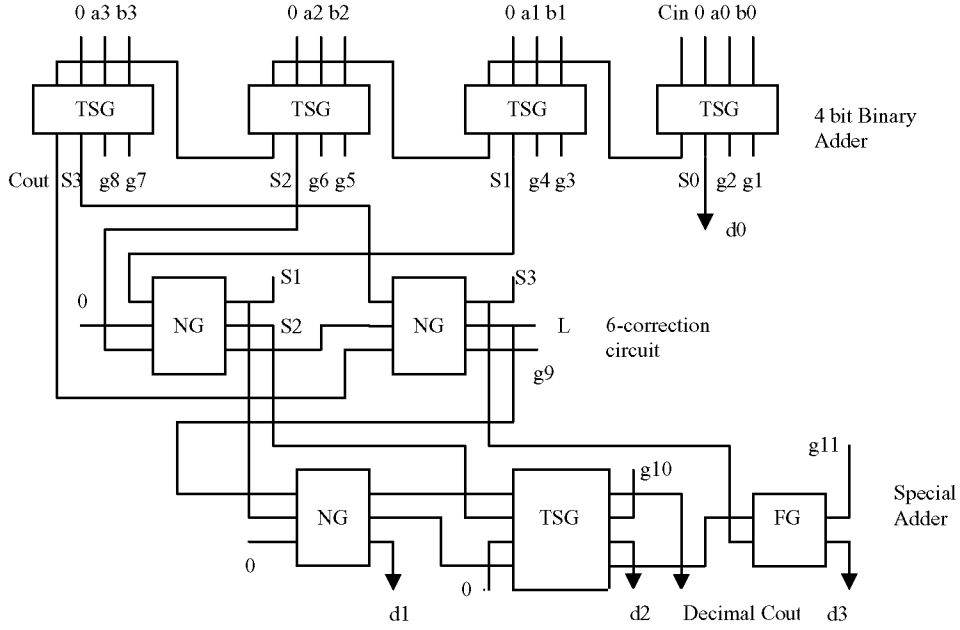 0 a3 b3 0 a2 b2 0 a1 b1 Cin 0 a0 b0
TSG TSG TSG TSG
4 bit Binary
Adder
Cout S3 g8 g7 S2 g6 g5 S1 g4 g3 S0 g2 g1
d0
S1 S3
0
NG S2 NG L 6-correction
circuit
g9
g11
g10
Special
Adder
NG TSG FG
0 0
d1 d2 Decimal Cout d3